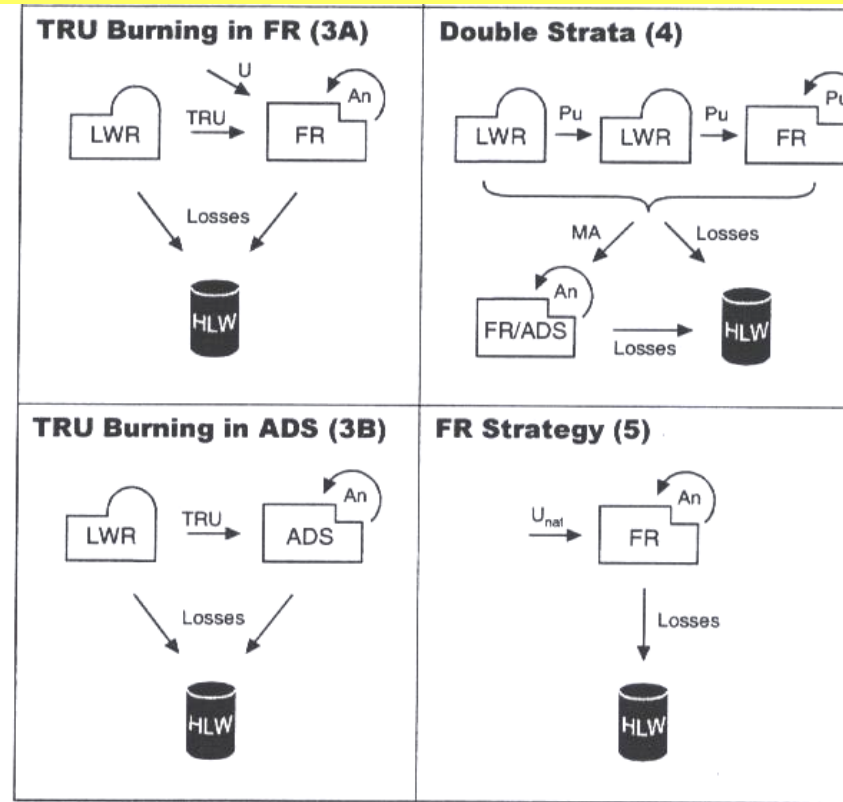 TRU Burning in FR (3A)
U
An
LWR
TRU
FR
Losses
HLW
Double Strata (4)
Pu
Pu
Pu
LWR
LWR
FR
MA
Losses
An
FR/ADS
Losses
HLW
TRU Burning in ADS (3B)
An
LWR
TRU
ADS
Losses
HLW
FR Strategy (5)
An
Unat
FR
Losses
HLW